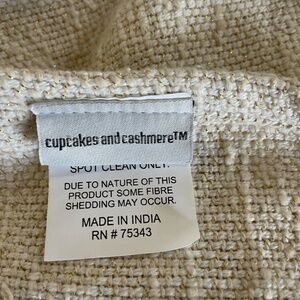 cupcakes and cashmere™
SPOT CLEAN ONLY.
DUE TO NATURE OF THIS
PRODUCT SOME FIBRE
SHEDDING MAY OCCUR.
MADE IN INDIA
RN # 75343